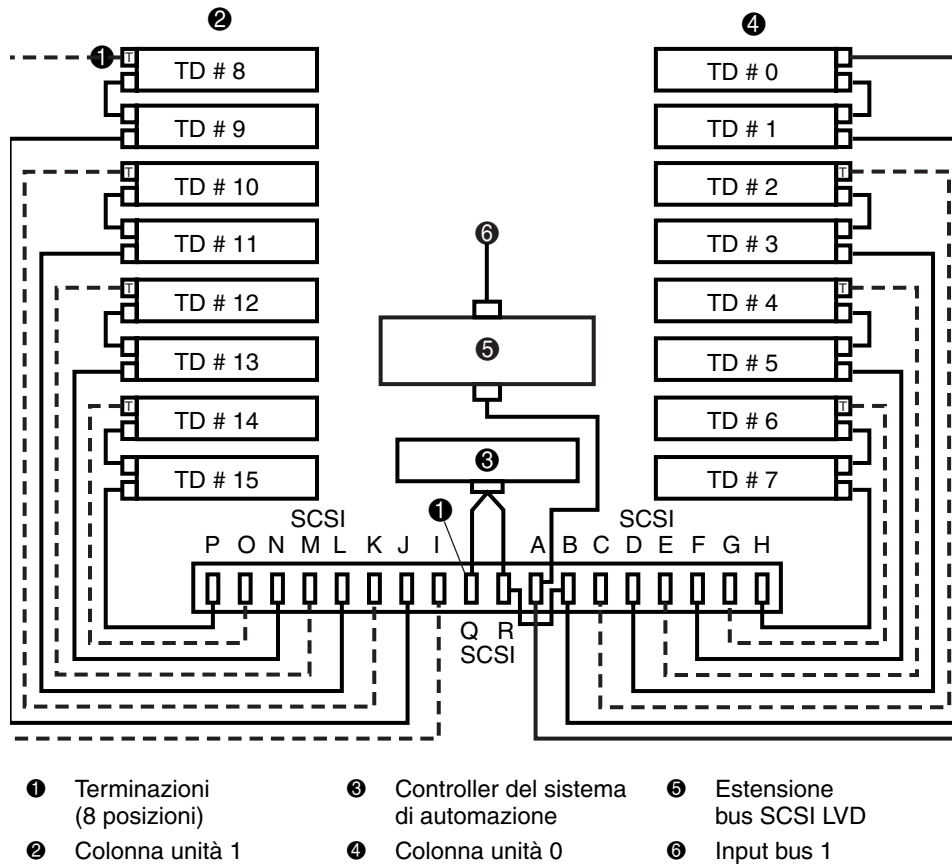 ❷ ❹
❶ T TD # 8 TD # 0
TD # 9 TD # 1
T TD # 10 TD # 2 T
TD # 11 ❻ TD # 3
T TD # 12 TD # 4 T
TD # 13 ❺ TD # 5
T TD # 14 TD # 6 T
TD # 15 ❸ TD # 7
❶
SCSI SCSI
P O N M L K J I A B C D E F G H
Q R
SCSI
❶ Terminazioni
(8 posizioni)
❷ Colonna unità 1
❸ Controller del sistema
di automazione
❹ Colonna unità 0
❺ Estensione
bus SCSI LVD
❻ Input bus 1